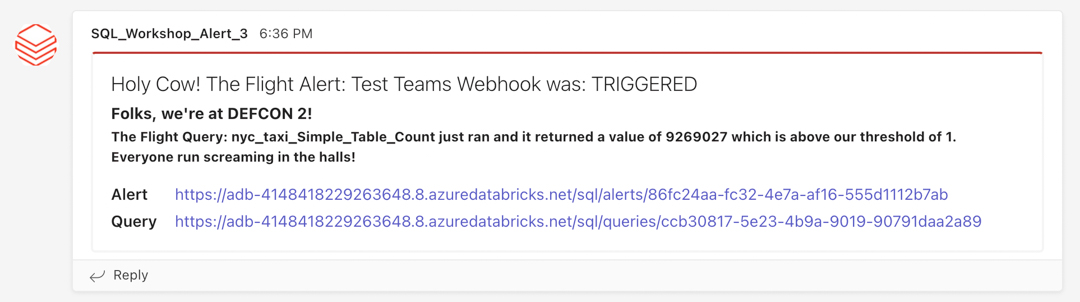 SQL_Workshop_Alert_3 6:36 PM
Holy Cow! The Flight Alert: Test Teams Webhook was: TRIGGERED
Folks, we're at DEFCON 2!
The Flight Query: nyc_taxi_Simple_Table_Count just ran and it returned a value of 9269027 which is above our threshold of 1.
Everyone run screaming in the halls!
Alert https://adb-4148418229263648.8.azuredatabricks.net/sql/alerts/86fc24aa-fc32-4e7a-af16-555d1112b7ab
Query https://adb-4148418229263648.8.azuredatabricks.net/sql/queries/ccb30817-5e23-4b9a-9019-90791daa2a89
Reply